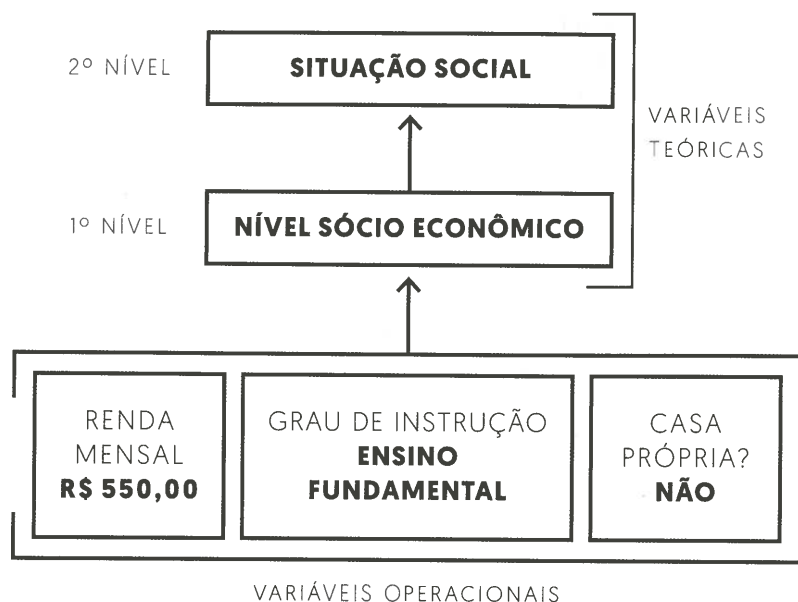 2º NÍVEL
SITUAÇÃO SOCIAL
VARIÁVEIS
TEÓRICAS
1º NÍVEL
NÍVEL SÓCIO ECONÔMICO
RENDA
MENSAL
R$ 550,00
GRAU DE INSTRUÇÃO
ENSINO
FUNDAMENTAL
CASA
PRÓPRIA?
NÃO
VARIÁVEIS OPERACIONAIS